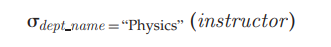 σdept_name = “Physics” (instructor)